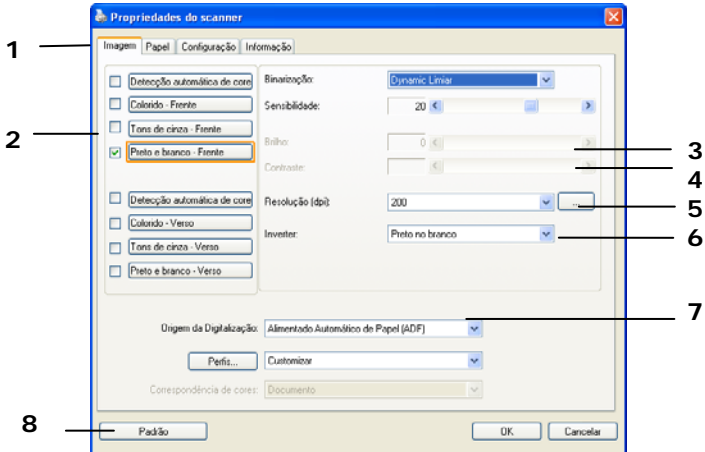 Propriedades do scanner
1
Imagem Papel Configuração Informação
Detecção automática de core
Binarização: Dynamic Limiar
Colorido - Frente
Sensibilidade: 20
Tons de cinza - Frente
2
Brilho: 0
Preto e branco - Frente
3
Contraste:
4
Detecção automática de core
Resolução (dpi): 200 ...
5
Colorido - Verso
Inverter: Preto no branco
6
Tons de cinza - Verso
Preto e branco - Verso
7
Origem da Digitalização: Alimentado Automático de Papel (ADF)
Perfis... Customizar
Correspondência de cores: Documento
8
Padrão OK Cancelar